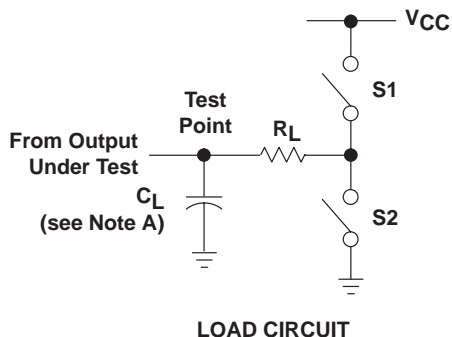 VCC
S1
Test
Point
RL
From Output
Under Test
CL
(see Note A)
S2
LOAD CIRCUIT